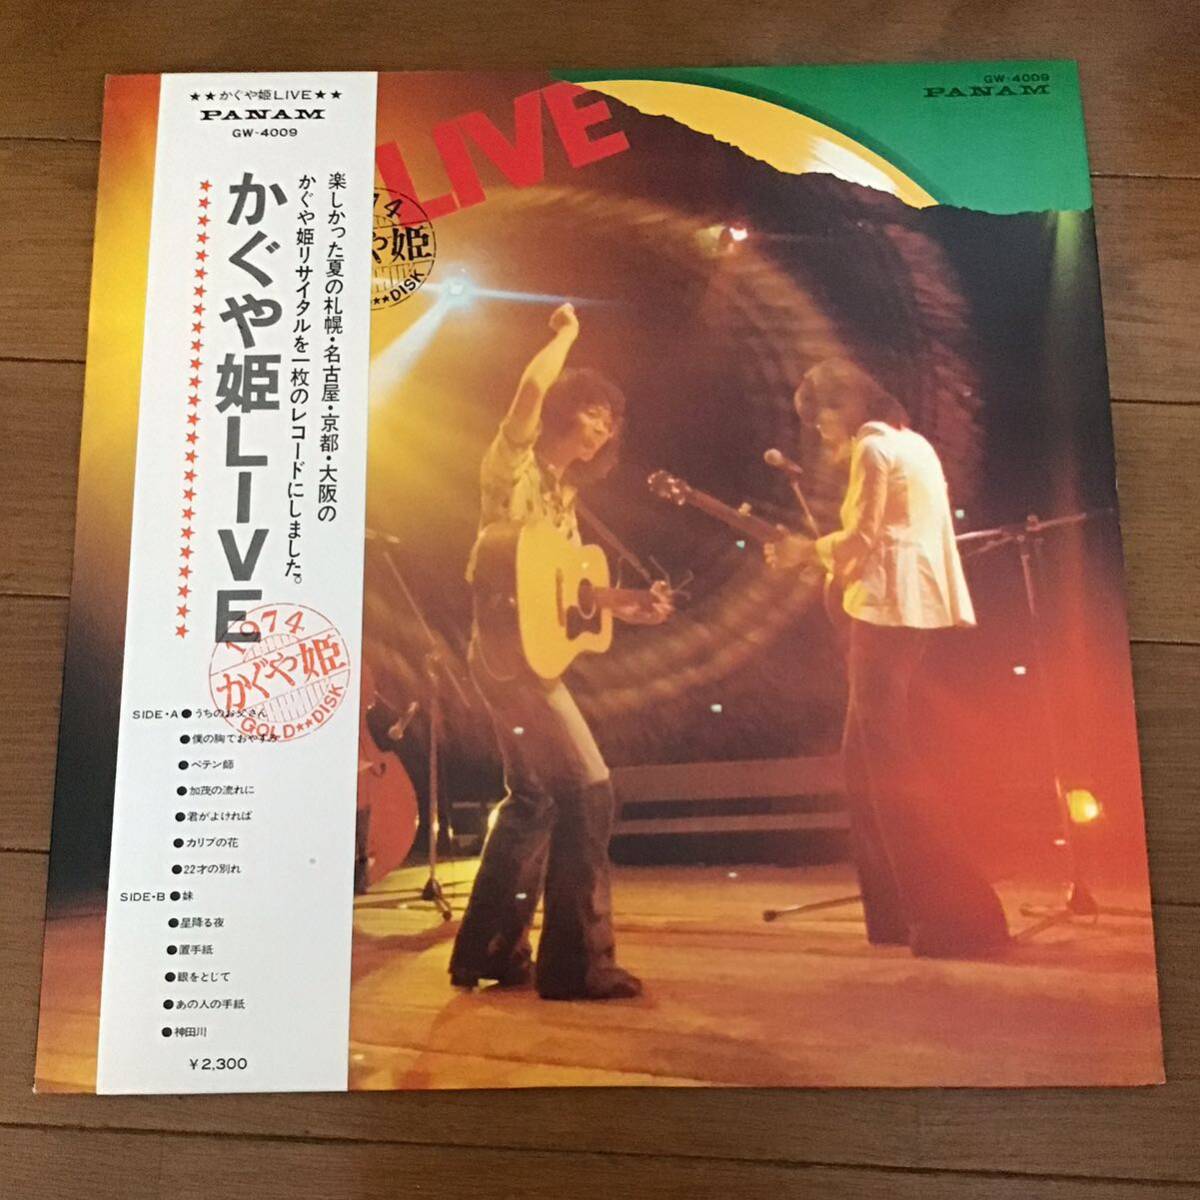 ★★かぐや姫LIVE★★
PANAM
GW-4009
かぐや姫LIVE
楽しかった夏の札幌・名古屋・京都・大阪の
かぐや姫リサイタルを一枚のレコードにしました。
1974
かぐや姫
GOLD★★DISK
SIDE・A ●うちのお父さん
●僕の胸でおやすみ
●ペテン師
●加茂の流れに
●君がよければ
●カリブの花
●22才の別れ
SIDE・B ●妹
●星降る夜
●置手紙
●眼をとじて
●あの人の手紙
●神田川
￥2,300
LIVE
74
や姫
★★DISK
GW-4009
PANAM